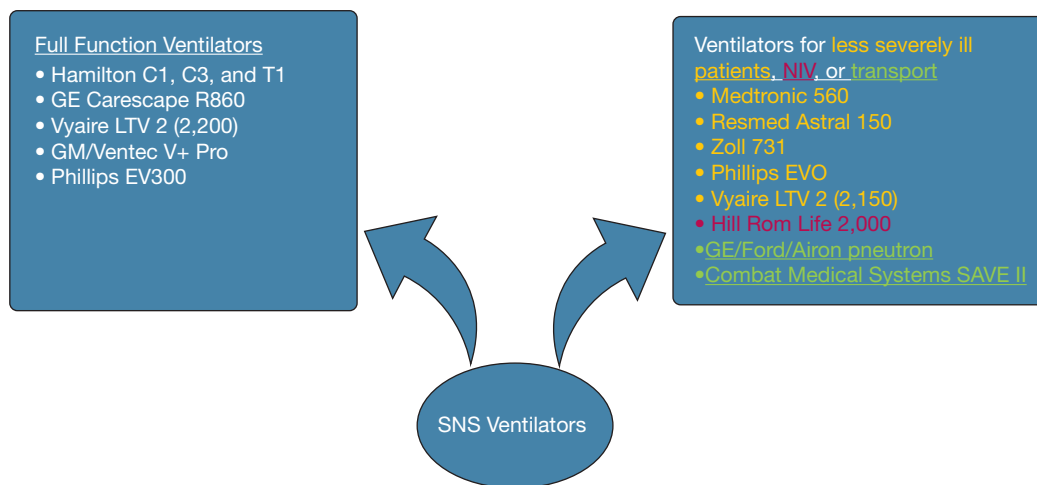 Full Function Ventilators
• Hamilton C1, C3, and T1
• GE Carescape R860
• Vyaire LTV 2 (2,200)
• GM/Ventec V+ Pro
• Phillips EV300
Ventilators for less severely ill
patients, NIV, or transport
• Medtronic 560
• Resmed Astral 150
• Zoll 731
• Phillips EVO
• Vyaire LTV 2 (2,150)
• Hill Rom Life 2,000
•GE/Ford/Airon pneutron
•Combat Medical Systems SAVE II
SNS Ventilators